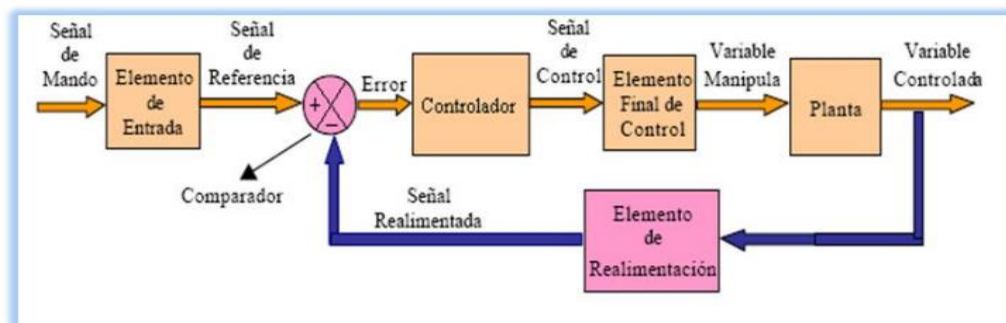 Señal
de
Mando
Elemento
de
Entrada
Señal
de
Referencia
+
−
Error
Controlador
Señal
de
Control
Elemento
Final de
Control
Variable
Manipula
Planta
Variable
Controlada
Comparador
Señal
Realimentada
Elemento
de
Realimentación